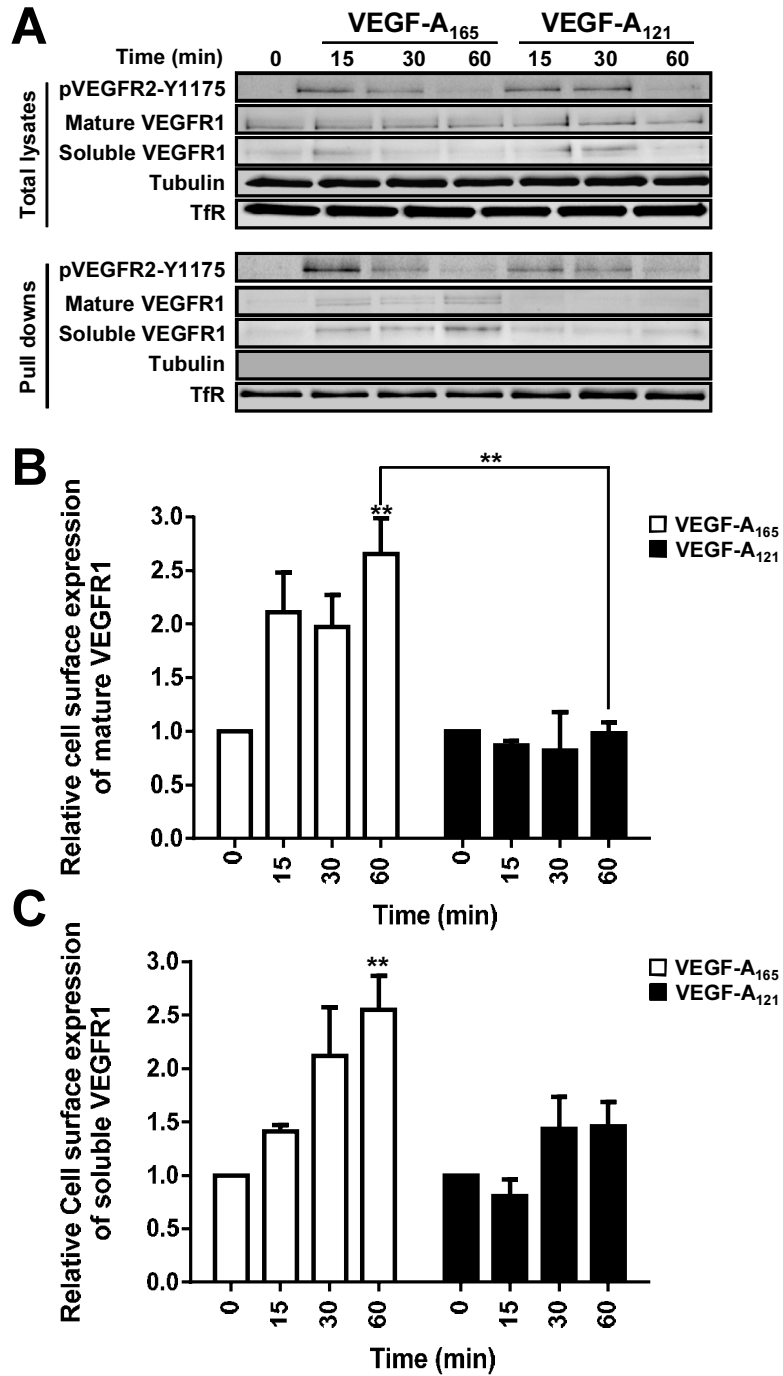 A
VEGF-A165 VEGF-A121
Time (min) 0 15 30 60 15 30 60
Total lysates
pVEGFR2-Y1175
Mature VEGFR1
Soluble VEGFR1
Tubulin
TfR
Pull downs
pVEGFR2-Y1175
Mature VEGFR1
Soluble VEGFR1
Tubulin
TfR
B
Relative cell surface expression
of mature VEGFR1
3.0
2.5
2.0
1.5
1.0
0.5
0.0
**
**
VEGF-A165
VEGF-A121
0 15 30 60 0 15 30 60
Time (min)
C
Relative Cell surface expression
of soluble VEGFR1
3.0
2.5
2.0
1.5
1.0
0.5
0.0
**
VEGF-A165
VEGF-A121
0 15 30 60 0 15 30 60
Time (min)